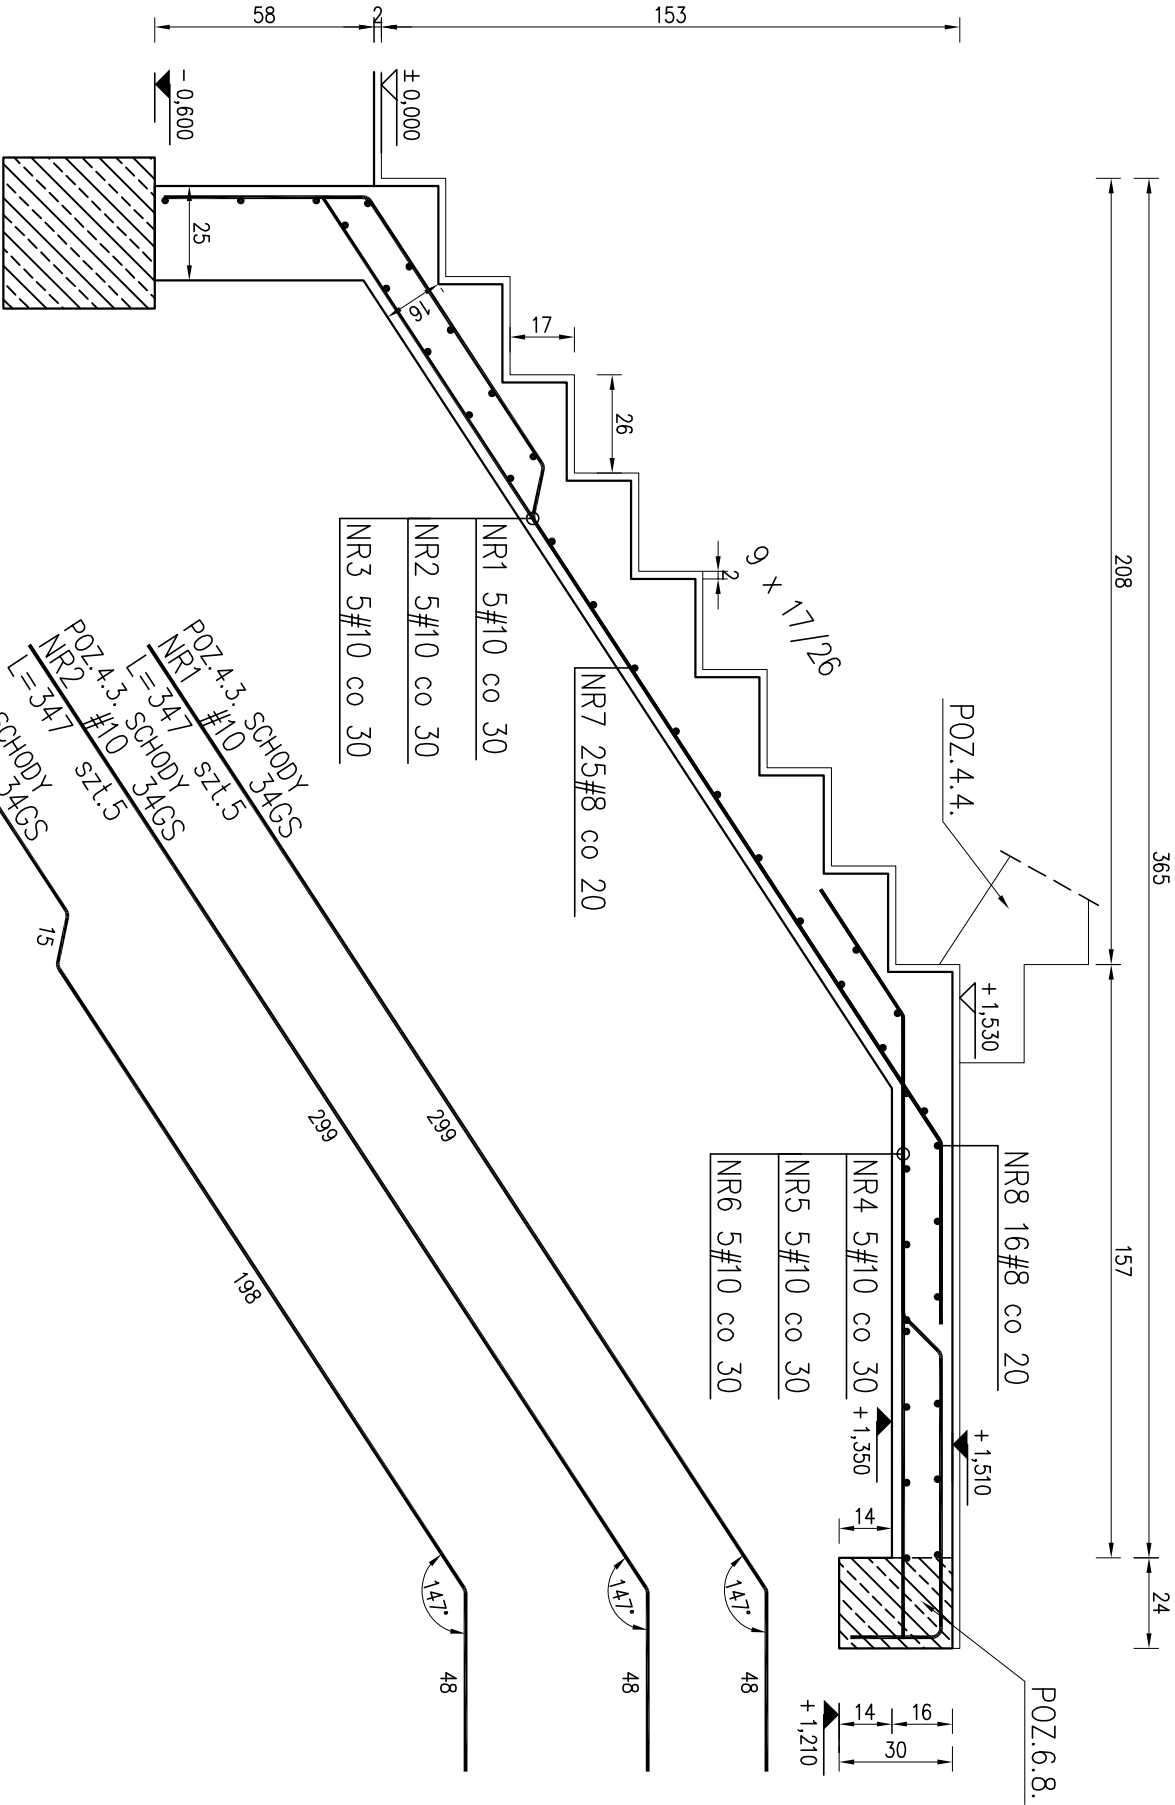 365
24
208
157
POZ.4.4.
POZ.6.8.
NR8 16#8 co 20
+1,530
+1,510
16
14
30
14
+1,350
+1,210
NR4 5#10 co 30
NR5 5#10 co 30
NR6 5#10 co 30
9 x 17/26
2
26
17
16
25
NR7 25#8 co 20
NR1 5#10 co 30
NR2 5#10 co 30
NR3 5#10 co 30
153
2
58
±0,000
-0,600
POZ.4.3. SCHODY
NR1 #10 34GS
L=347 szt.5
299
147°
48
POZ.4.3. SCHODY
NR2 #10 34GS
L=347 szt.5
299
147°
48
SCHODY
34GS
15
198
147°
48